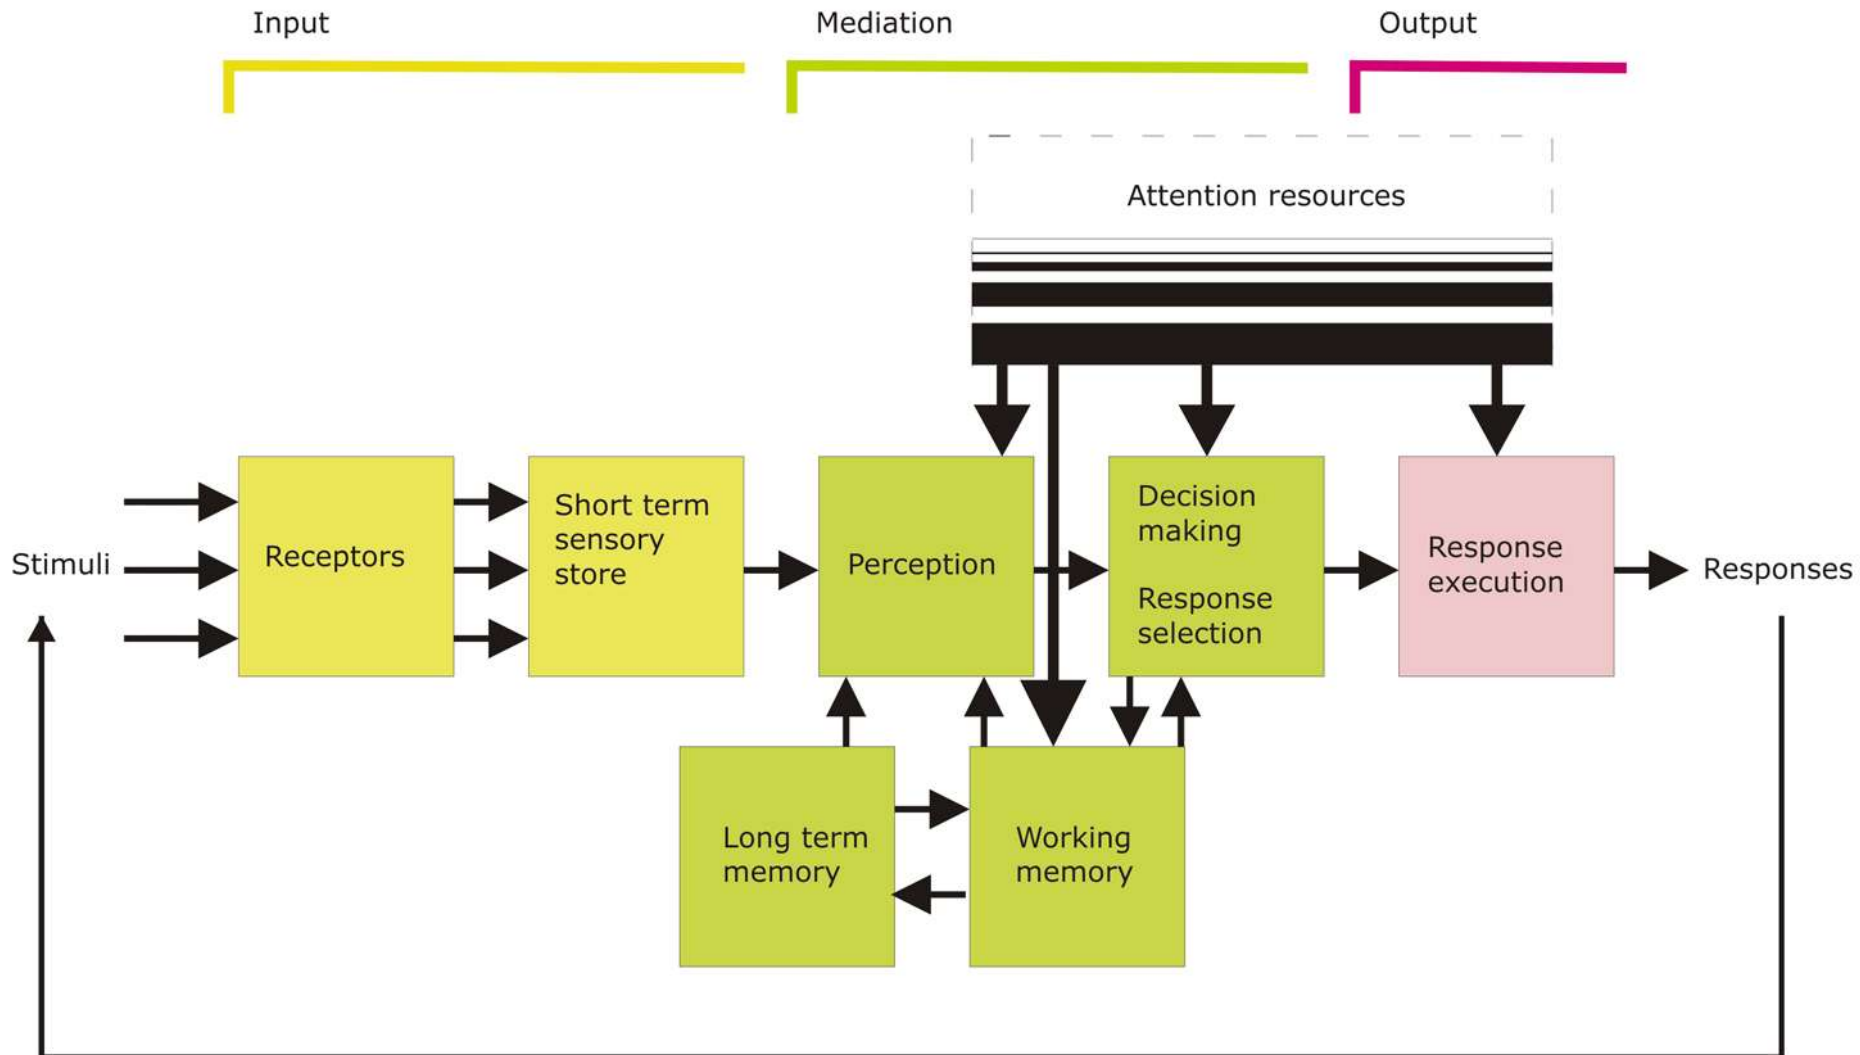 Input
Mediation
Output
Attention resources
Stimuli
Receptors
Short term
sensory
store
Perception
Decision
making
Response
selection
Response
execution
Responses
Long term
memory
Working
memory